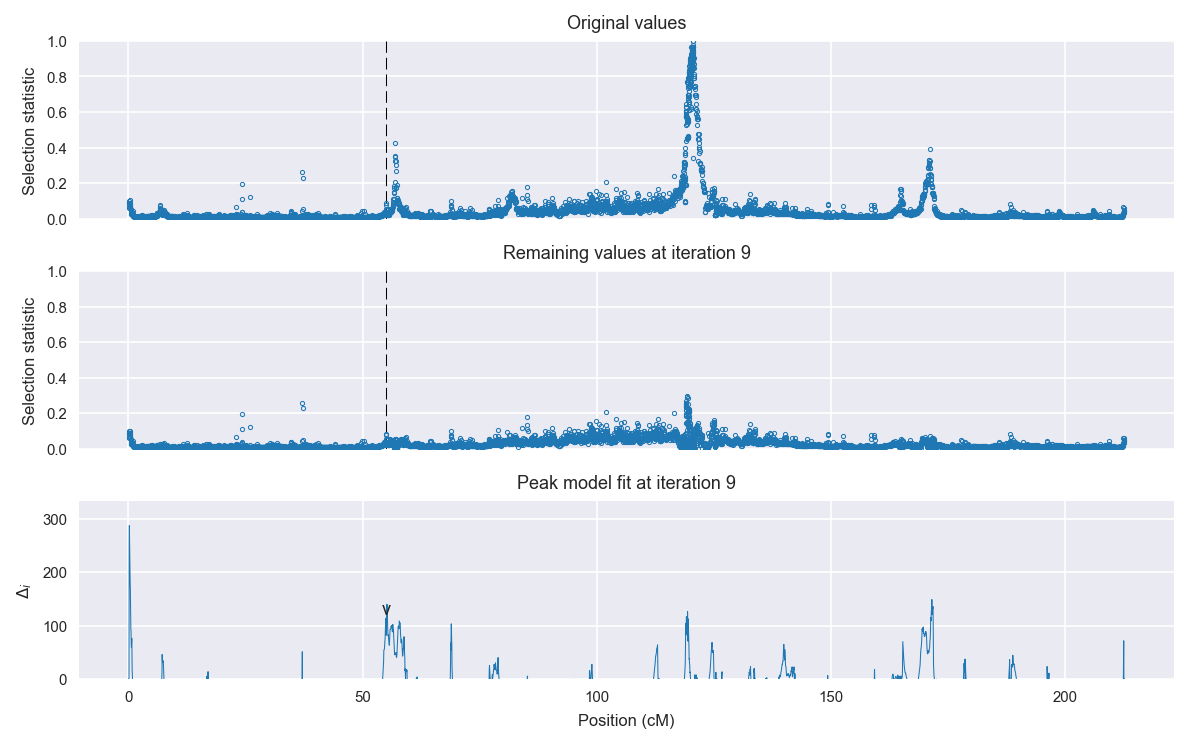 Original values
1.0
0.8
0.6
0.4
0.2
0.0
Selection statistic
Remaining values at iteration 9
1.0
0.8
0.6
0.4
0.2
0.0
Selection statistic
Peak model fit at iteration 9
300
200
100
0
Δi
0 50 100 150 200
Position (cM)